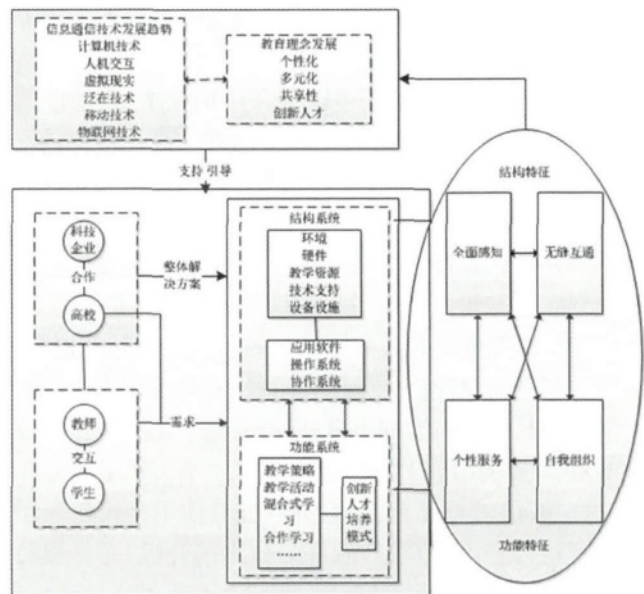 信息通信技术发展趋势
计算机技术
人机交互
虚拟现实
泛在技术
移动技术
物联网技术
教育理念发展
个性化
多元化
共享性
创新人才
支持 引导
科技
企业
合作
高校
整体解
决方案
教师
交互
学生
需求
结构系统
环境
硬件
教学资源
技术支持
设备设施
应用软件
操作系统
协作系统
功能系统
教学策略
教学活动
混合式学
习
合作学习
……
创新
人才
培养
模式
结构特征
全面感知
无缝互通
个性服务
自我组织
功能特征